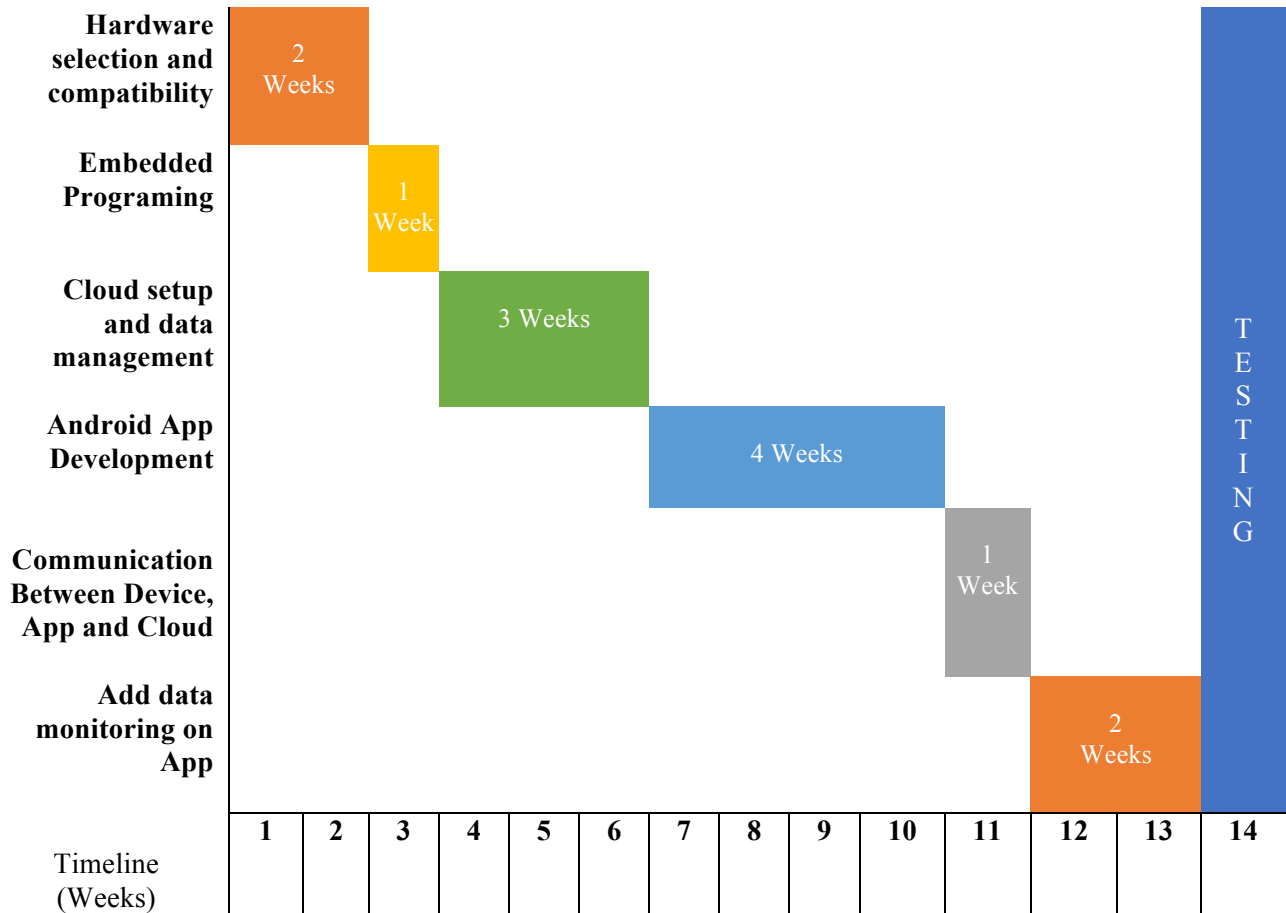 Hardware
selection and
compatibility
2
Weeks
Embedded
Programing
1
Week
Cloud setup
and data
management
3 Weeks
Android App
Development
4 Weeks
Communication
Between Device,
App and Cloud
1
Week
Add data
monitoring on
App
2
Weeks
T
E
S
T
I
N
G
1 2 3 4 5 6 7 8 9 10 11 12 13 14
Timeline
(Weeks)